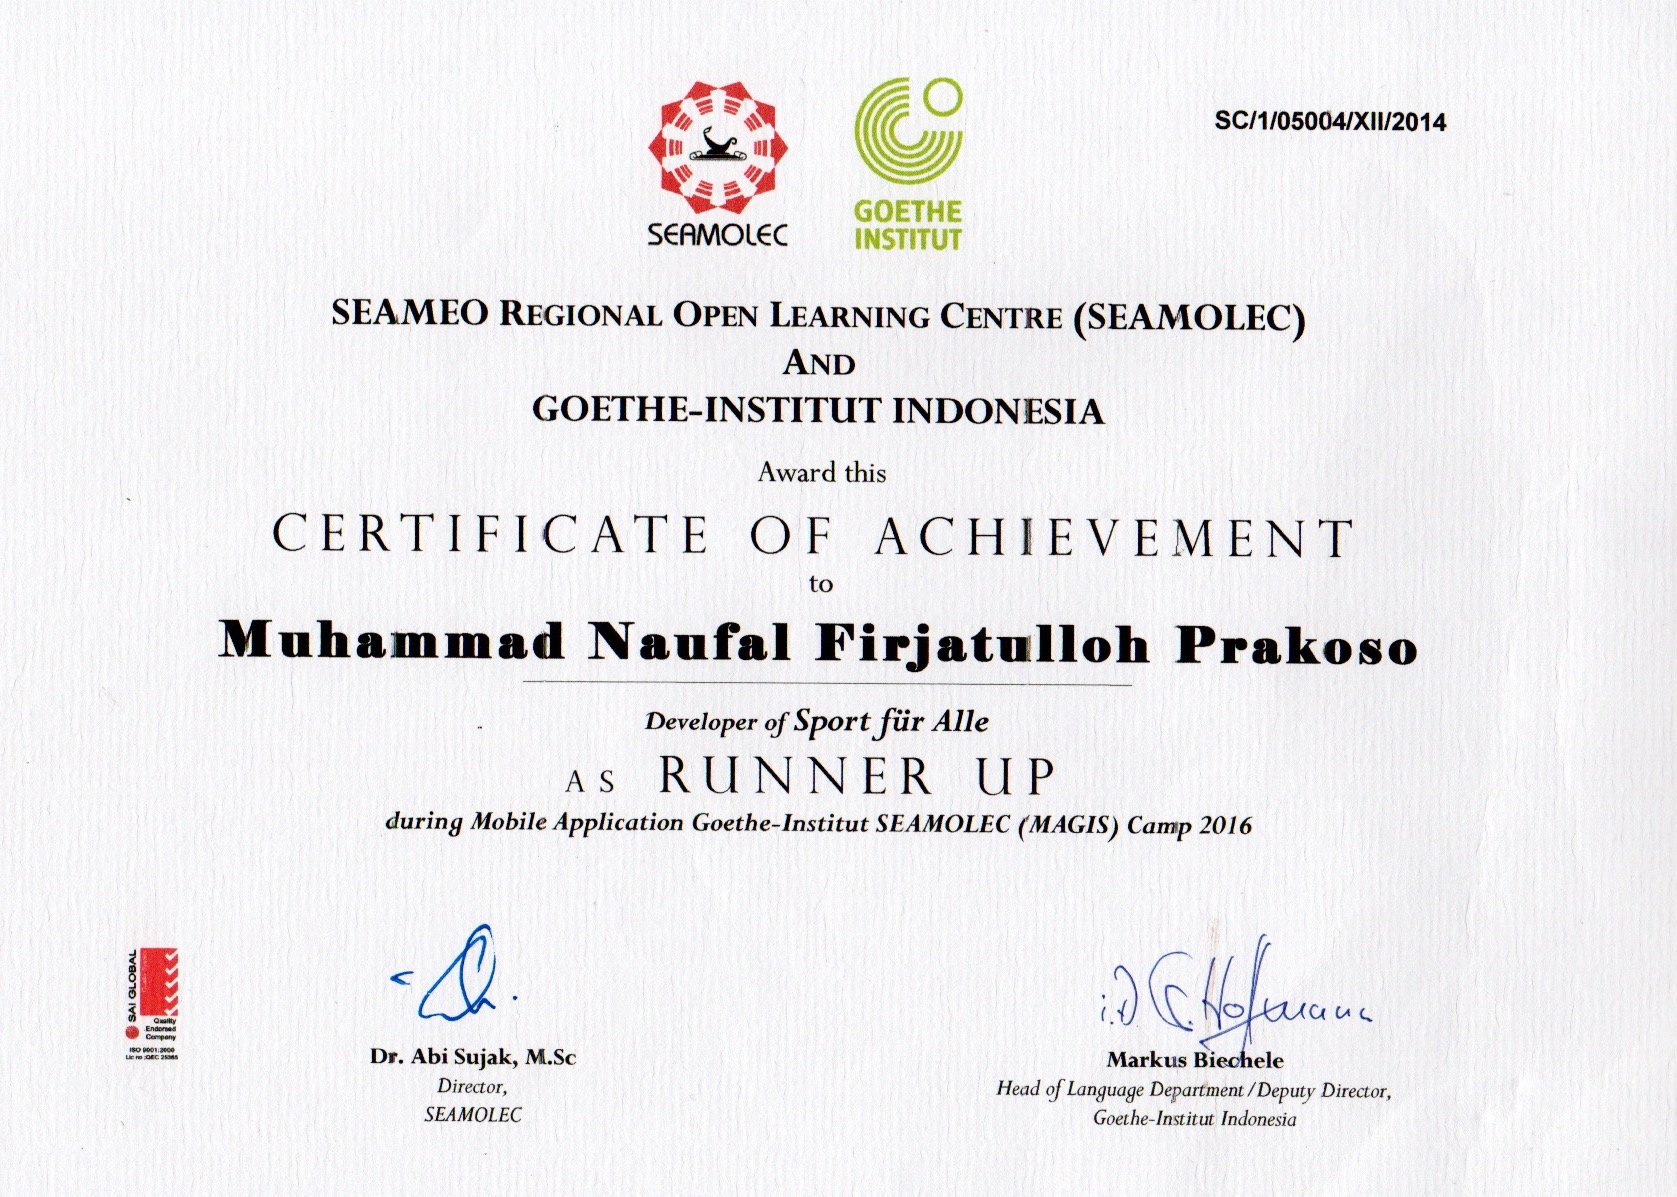 SEAMOLEC
GOETHE
INSTITUT
SC/1/05004/XII/2014
SEAMEO REGIONAL OPEN LEARNING CENTRE (SEAMOLEC)
AND
GOETHE-INSTITUT INDONESIA
Award this
CERTIFICATE OF ACHIEVEMENT
to
Muhammad Naufal Firjatulloh Prakoso
Developer of Sport für Alle
AS RUNNER UP
during Mobile Application Goethe-Institut SEAMOLEC (MAGIS) Camp 2016
SAI GLOBAL
Quality
Endorsed
Company
ISO 9001:2000
Lic no :QEC
i.V. G. Hofmann
Dr. Abi Sujak, M.Sc
Director,
SEAMOLEC
Markus Biechele
Head of Language Department/Deputy Director,
Goethe-Institut Indonesia